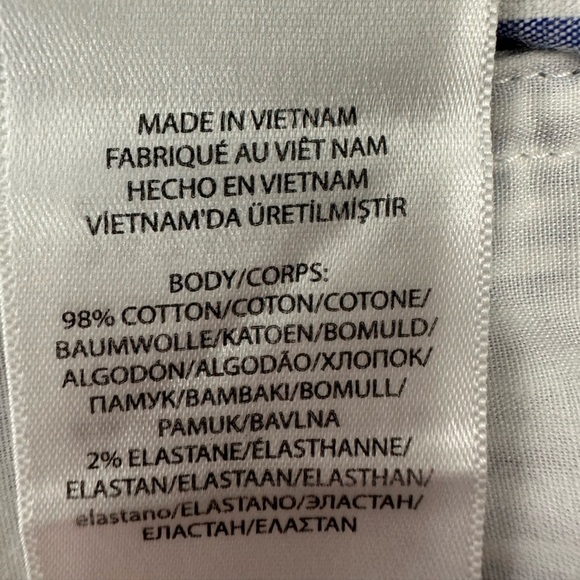 MADE IN VIETNAM
FABRIQUÉ AU VIÊT NAM
HECHO EN VIETNAM
VİETNAM'DA ÜRETİLMİŞTİR
BODY/CORPS:
98% COTTON/COTON/COTONE/
BAUMWOLLE/KATOEN/BOMULD/
ALGODÓN/ALGODÃO/ХЛОПОК/
ПАМУК/ΒΑΜΒΑΚΙ/BOMULL/
PAMUK/BAVLNA
2% ELASTANE/ÉLASTHANNE/
ELASTAN/ELASTAAN/ELASTHAN/
elastano/ELASTANO/ЭЛАСТАН/
ЕЛАСТАН/ΕΛΑΣΤΑΝ